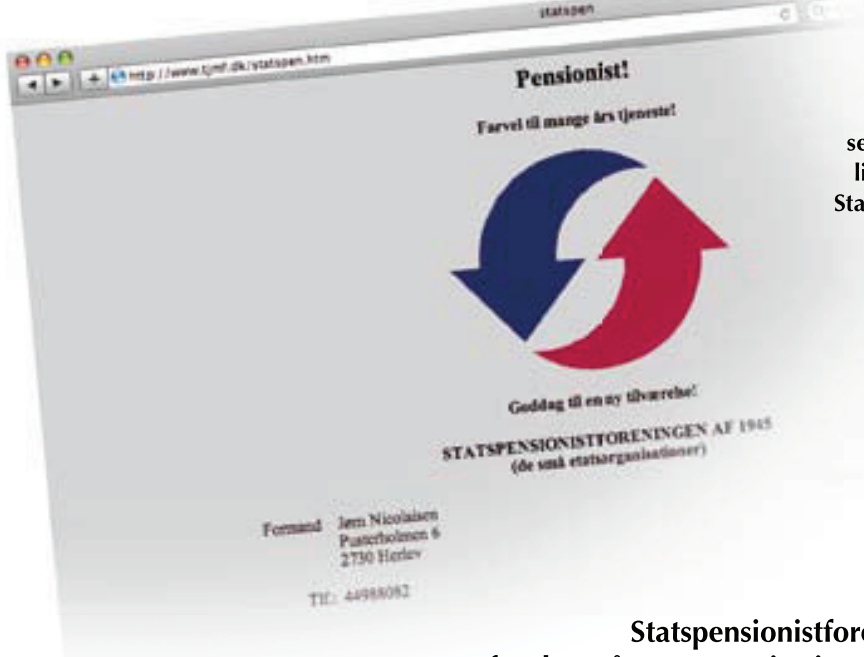 statspen
http://www.tjmf.dk/statspen.htm
Pensionist!
Farvel til mange års tjeneste!
se
li
Sta
Goddag til en ny tilværelse!
STATSPENSIONISTFORENINGEN AF 1945
(de små etatsorganisationer)
Formand Jørn Nicolaisen
Pusterholmen 6
2730 Herlev
Tlf.: 44988082
Statspensionistfore